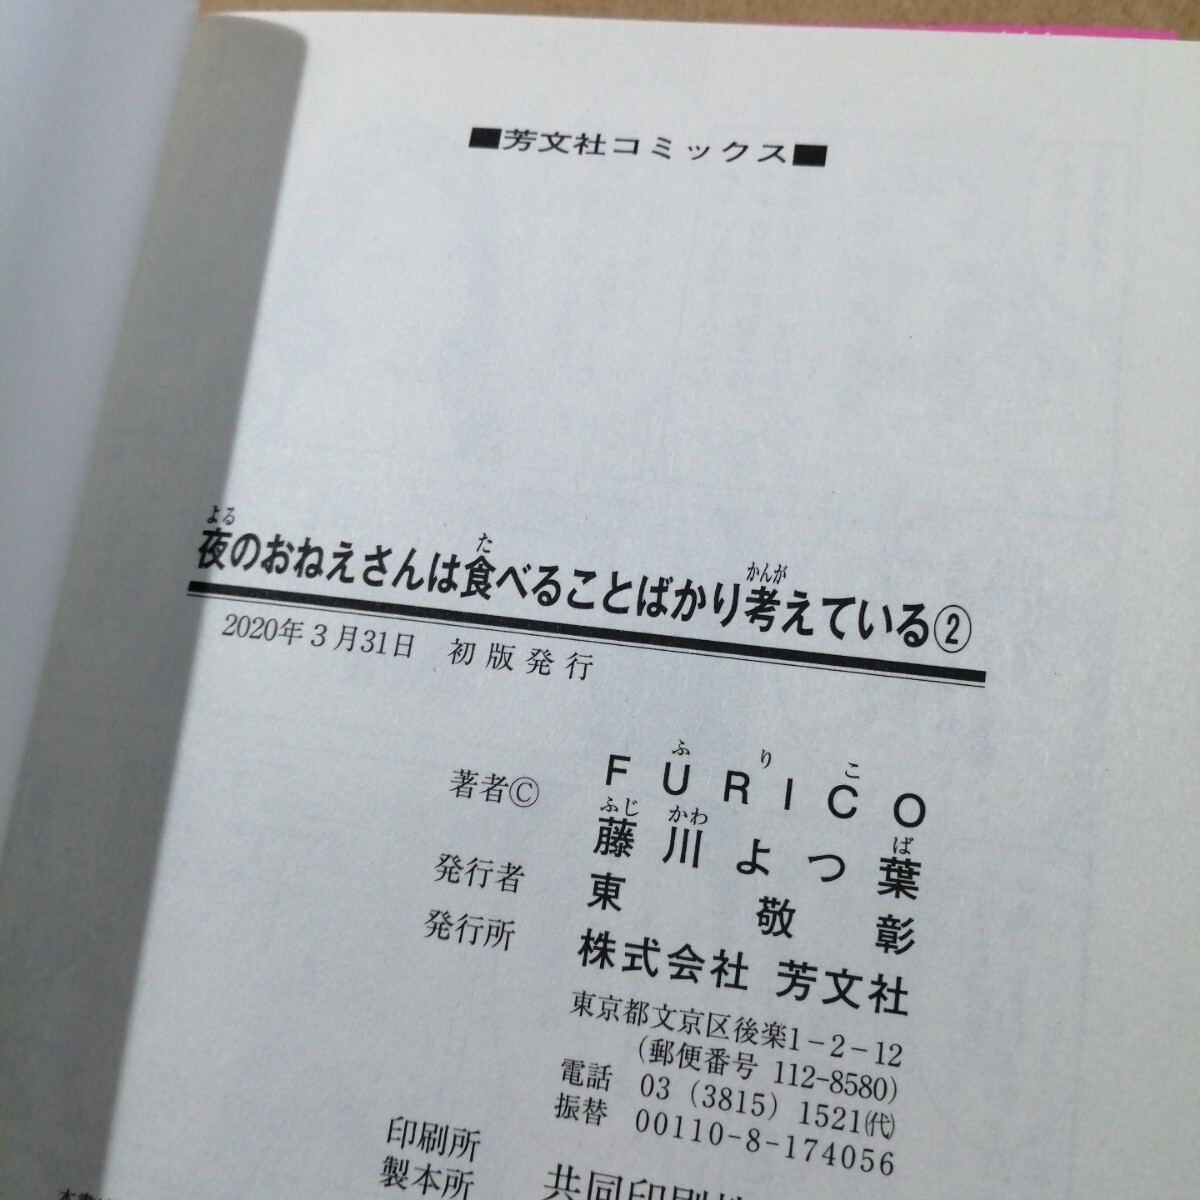 ■芳文社コミックス■
よる た かんが
夜のおねえさんは食べることばかり考えている②
2020年3月31日 初版発行
ふ り こ
著者© FURICO
ふじ かわ ば
藤川よつ葉
発行者 東敬彰
発行所 株式会社 芳文社
東京都文京区後楽1-2-12
(郵便番号 112-8580)
電話 03 (3815) 1521(代)
振替 00110-8-174056
印刷所
製本所 共同印刷